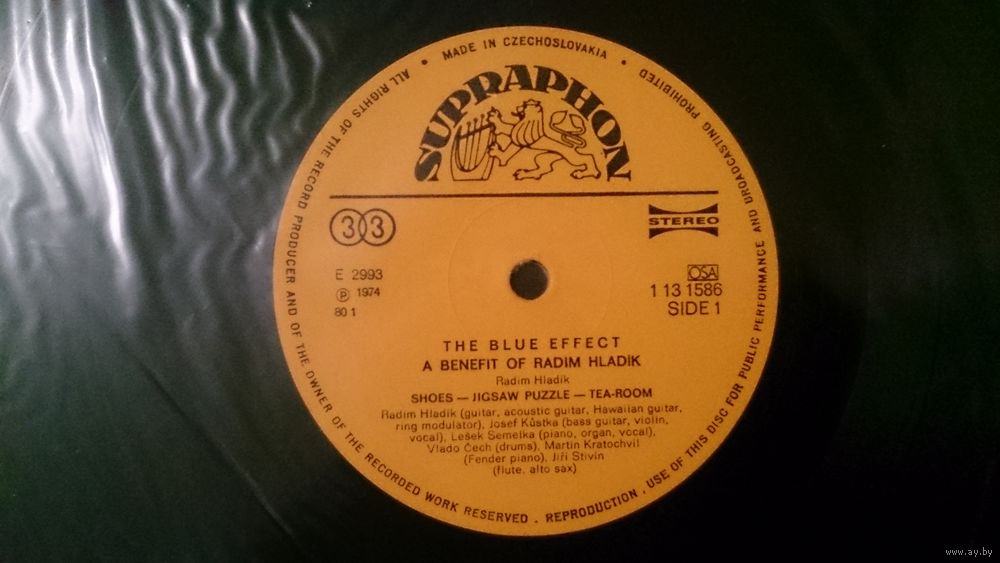 ALL RIGHTS OF THE RECORD PRODUCER AND OF THE OWNER OF THE RECORDED WORK RESERVED . REPRODUCTION , USE OF THIS DISC FOR PUBLIC PERFORMANCE AND BROADCASTING PROHIBITED • MADE IN CZECHOSLOVAKIA •
SUPRAPHON
33
STEREO
E 2993
OSA
℗ 1974
1 13 1586
80 1
SIDE 1
THE BLUE EFFECT
A BENEFIT OF RADIM HLADIK
Radim Hladík
SHOES — JIGSAW PUZZLE — TEA-ROOM
Radim Hladík (guitar, acoustic guitar, Hawaiian guitar,
ring modulator), Josef Kůstka (bass guitar, violin,
vocal), Lešek Semelka (piano, organ, vocal),
Vlado Čech (drums), Martin Kratochvíl
(Fender piano), Jiří Stivín
(flute, alto sax)
www.ay.by